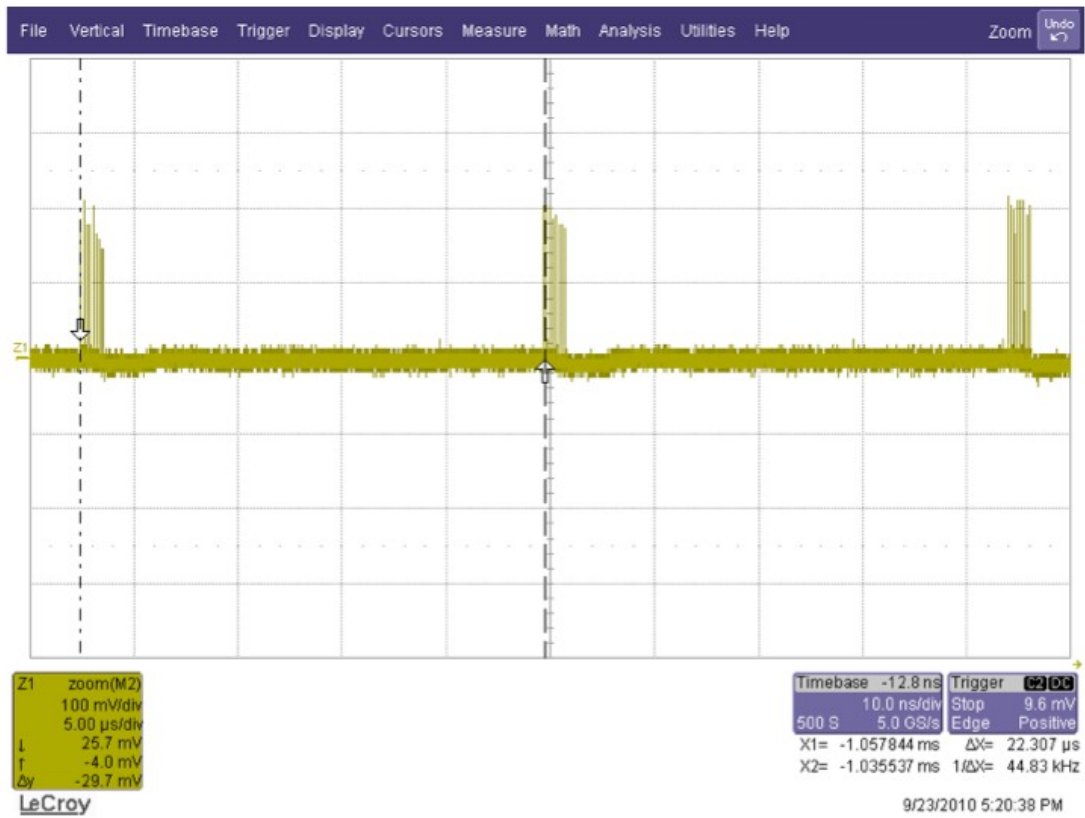 File Vertical Timebase Trigger Display Cursors Measure Math Analysis Utilities Help Zoom Undo
Z1
Z1 zoom(M2)
100 mV/div
5.00 µs/div
↓ 25.7 mV
↑ -4.0 mV
Δy -29.7 mV
Timebase -12.8 ns
10.0 ns/div
500 S 5.0 GS/s
Trigger C2 DC
Stop 9.6 mV
Edge Positive
X1= -1.057844 ms ΔX= 22.307 µs
X2= -1.035537 ms 1/ΔX= 44.83 kHz
LeCroy
9/23/2010 5:20:38 PM